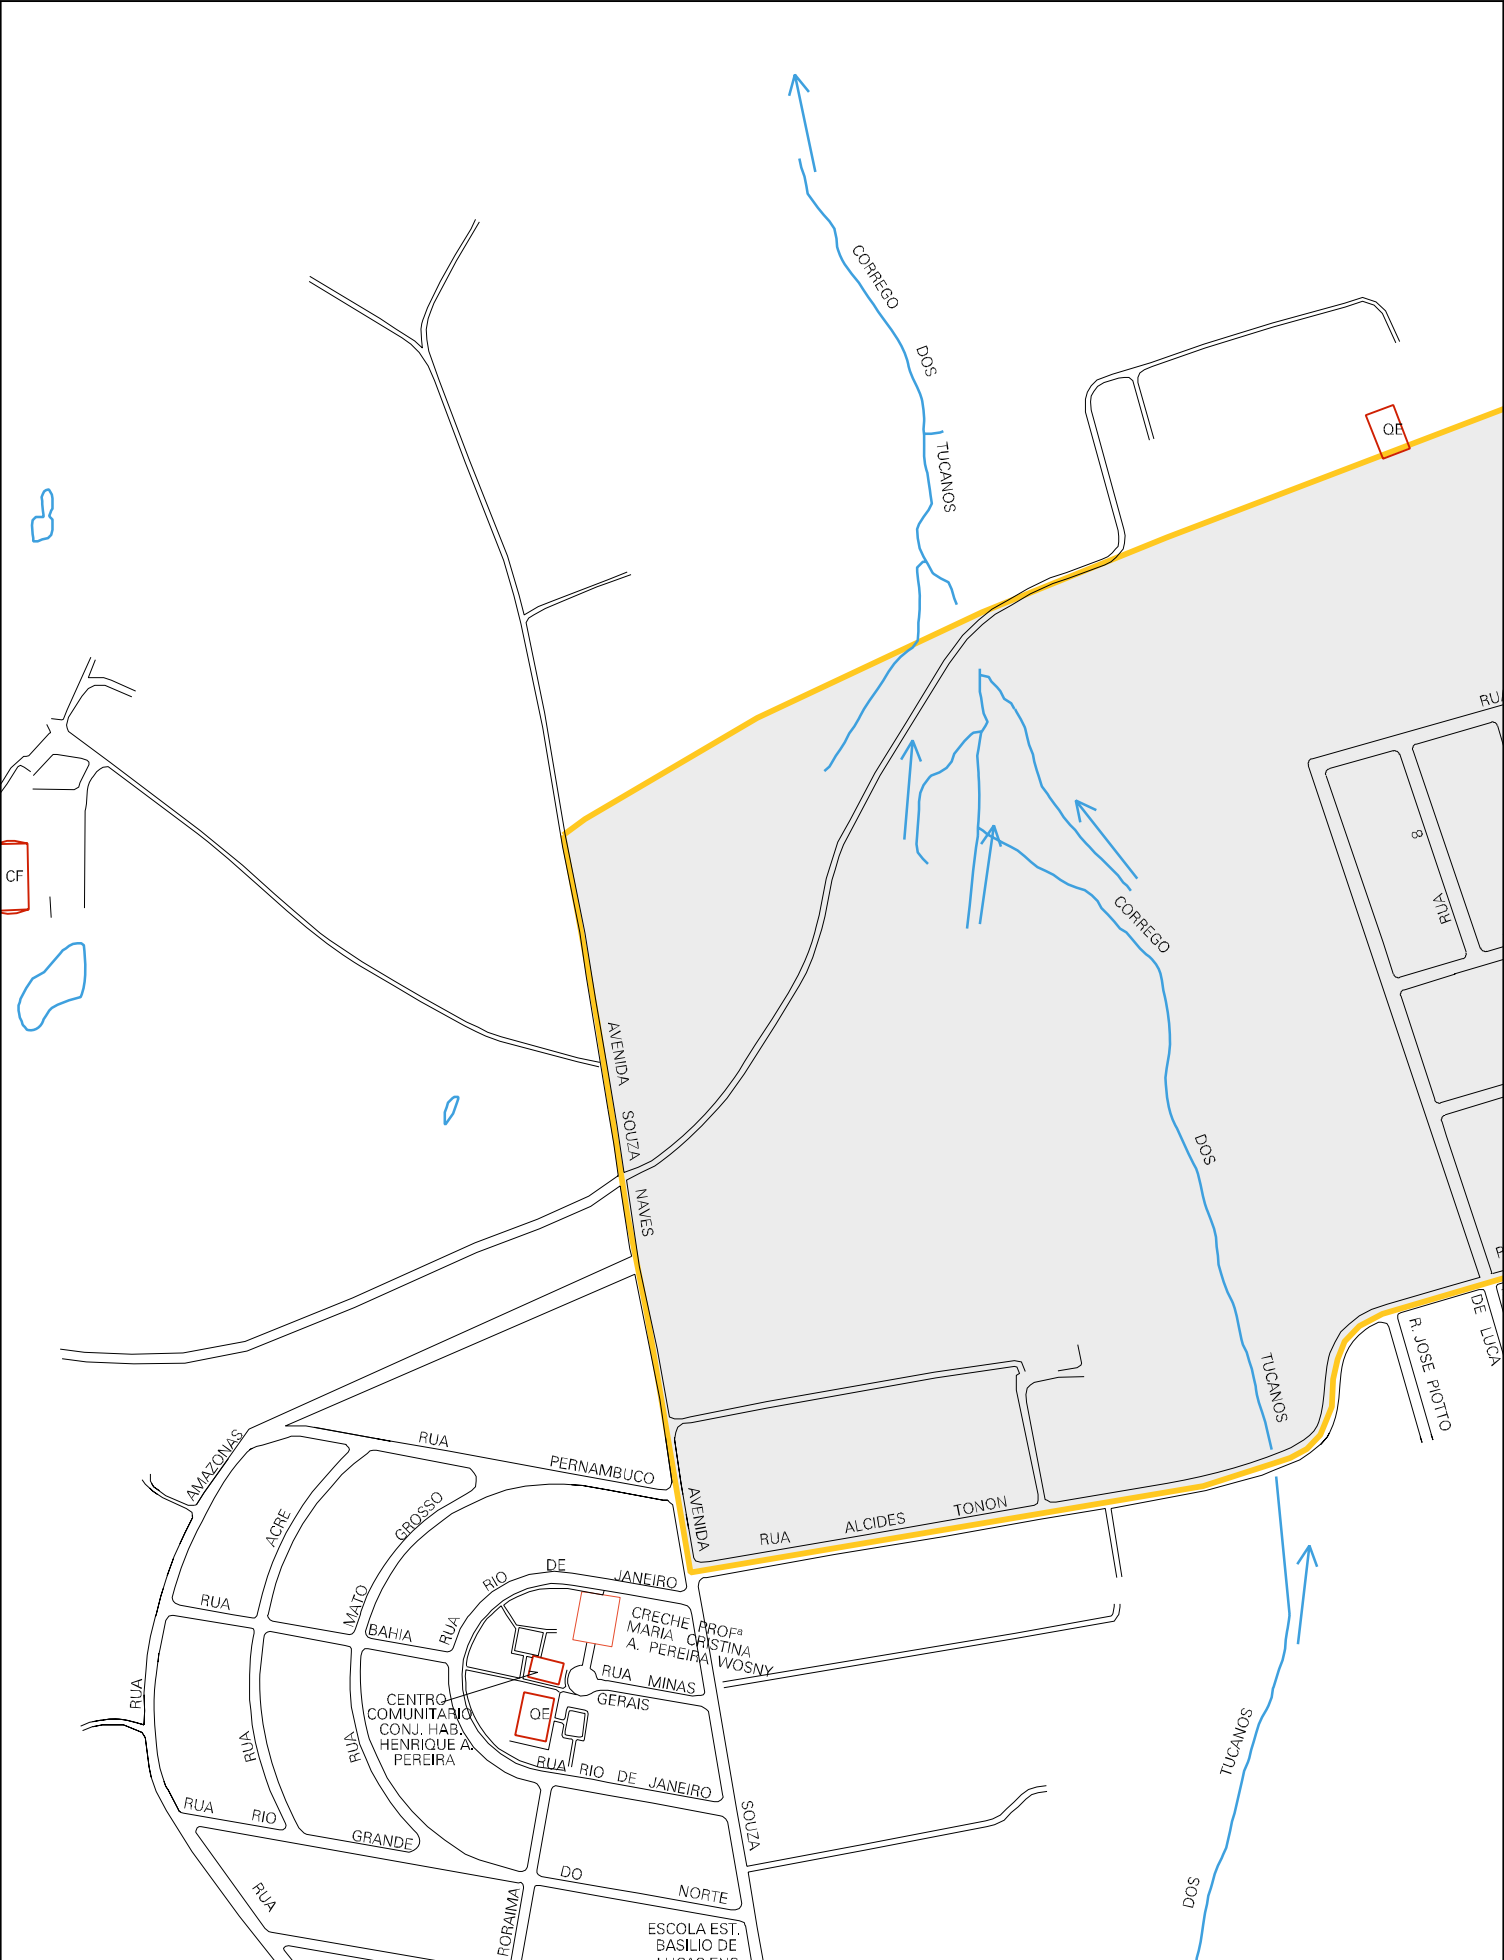 CORREGO
DOS
TUCANOS
QE
RUA
8
RUA
CF
CORREGO
DOS
TUCANOS
AVENIDA
SOUZA
NAVES
DE LUCA
R. JOSE PIOTTO
AMAZONAS
RUA
PERNAMBUCO
AVENIDA
RUA
ALCIDES
TONON
ACRE
GROSSO
MATO
RUA
BAHIA
RUA
RIO
DE
JANEIRO
CRECHE PROFª
MARIA CRISTINA
A. PEREIRA WOSNY
RUA MINAS
GERAIS
CENTRO
COMUNITARIO
CONJ. HAB.
HENRIQUE A.
PEREIRA
QE
RUA
RUA
RUA
RUA RIO DE JANEIRO
RUA
RIO
GRANDE
DO
NORTE
SOUZA
TUCANOS
DOS
RUA
RORAIMA
ESCOLA EST.
BASILIO DE